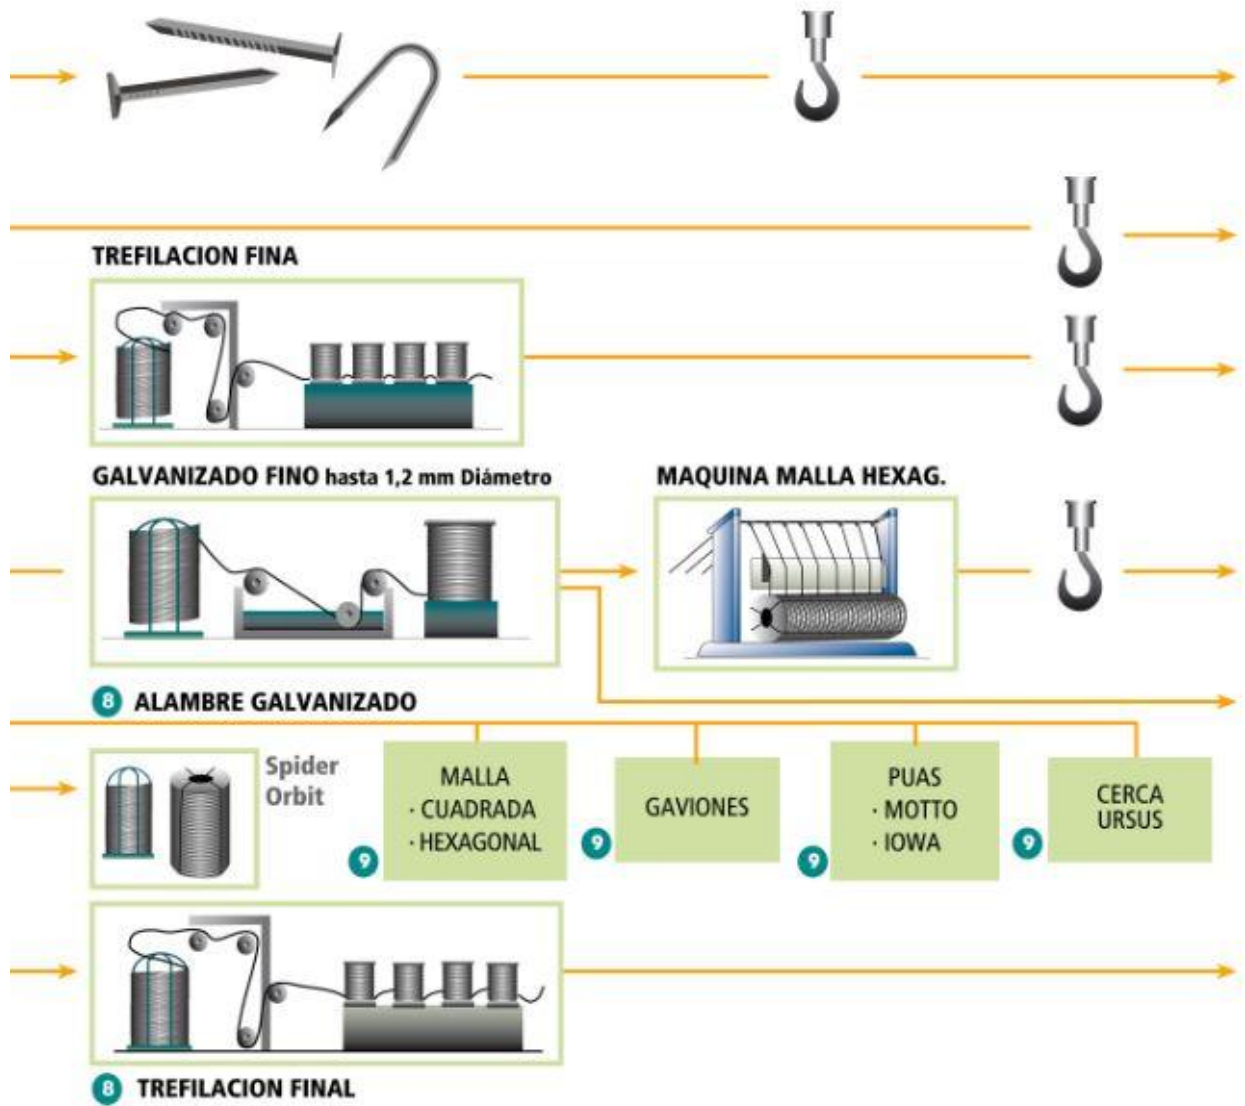 TREFILACION FINA
GALVANIZADO FINO hasta 1,2 mm Diámetro
MAQUINA MALLA HEXAG.
8 ALAMBRE GALVANIZADO
Spider
Orbit
MALLA
· CUADRADA
· HEXAGONAL
9
GAVIONES
9
PUAS
· MOTTO
· IOWA
9
CERCA
URSUS
9
8 TREFILACION FINAL